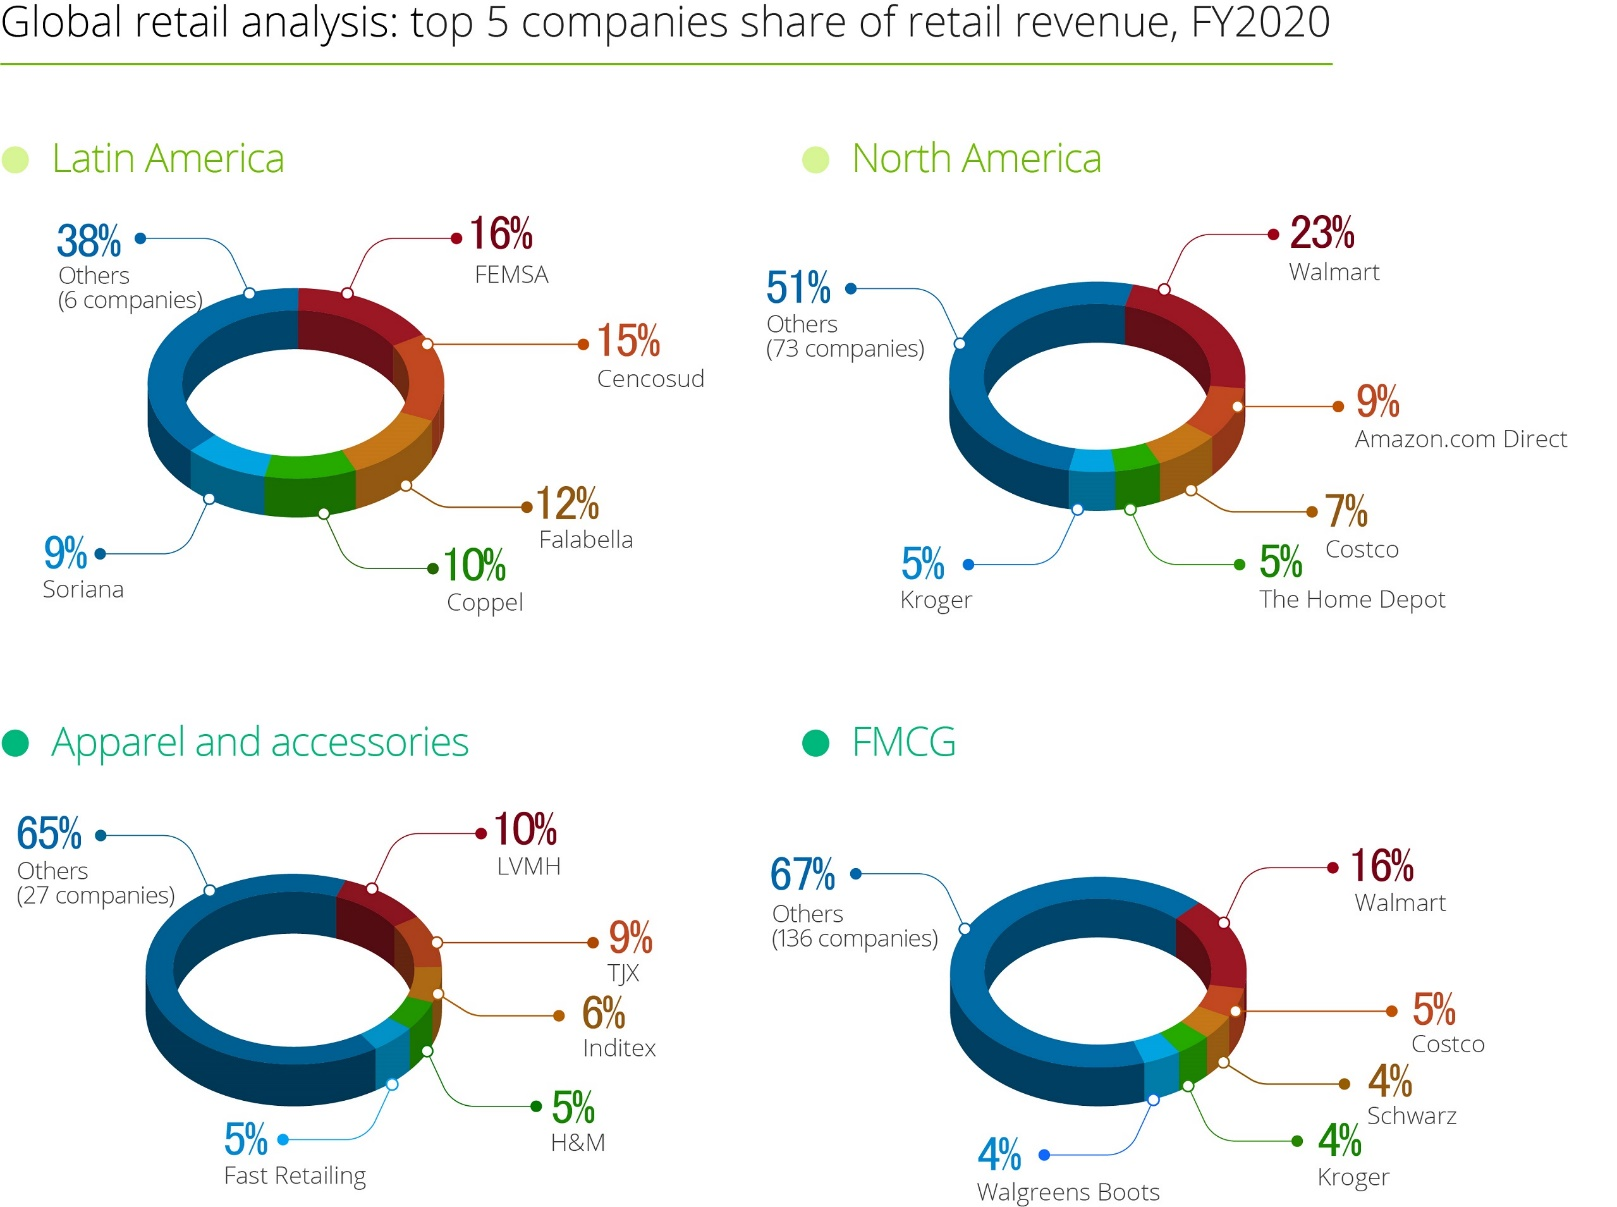 Global retail analysis: top 5 companies share of retail revenue, FY2020
Latin America
38%
Others
(6 companies)
16%
FEMSA
15%
Cencosud
12%
Falabella
10%
Coppel
9%
Soriana
North America
51%
Others
(73 companies)
23%
Walmart
9%
Amazon.com Direct
7%
Costco
5%
The Home Depot
5%
Kroger
Apparel and accessories
65%
Others
(27 companies)
10%
LVMH
9%
TJX
6%
Inditex
5%
H&M
5%
Fast Retailing
FMCG
67%
Others
(136 companies)
16%
Walmart
5%
Costco
4%
Schwarz
4%
Kroger
4%
Walgreens Boots